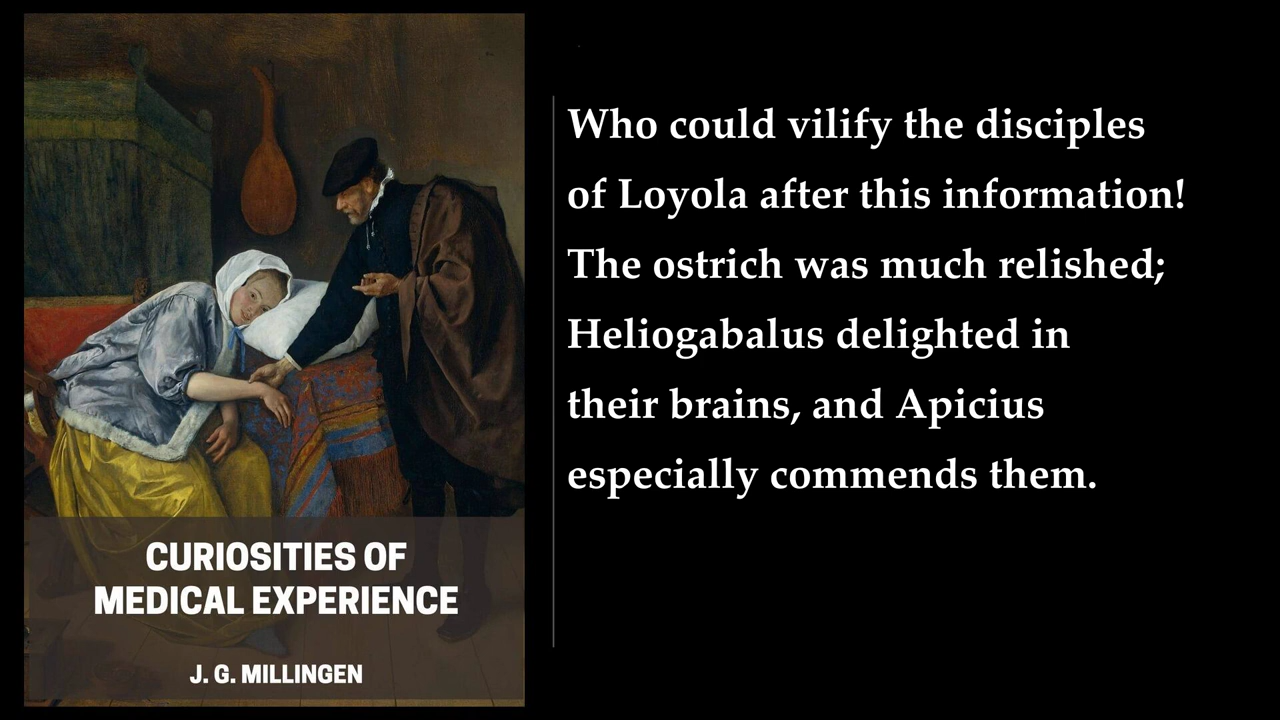 CURIOSITIES OF
MEDICAL EXPERIENCE
J. G. MILLINGEN
Who could vilify the disciples
of Loyola after this information!
The ostrich was much relished;
Heliogabalus delighted in
their brains, and Apicius
especially commends them.